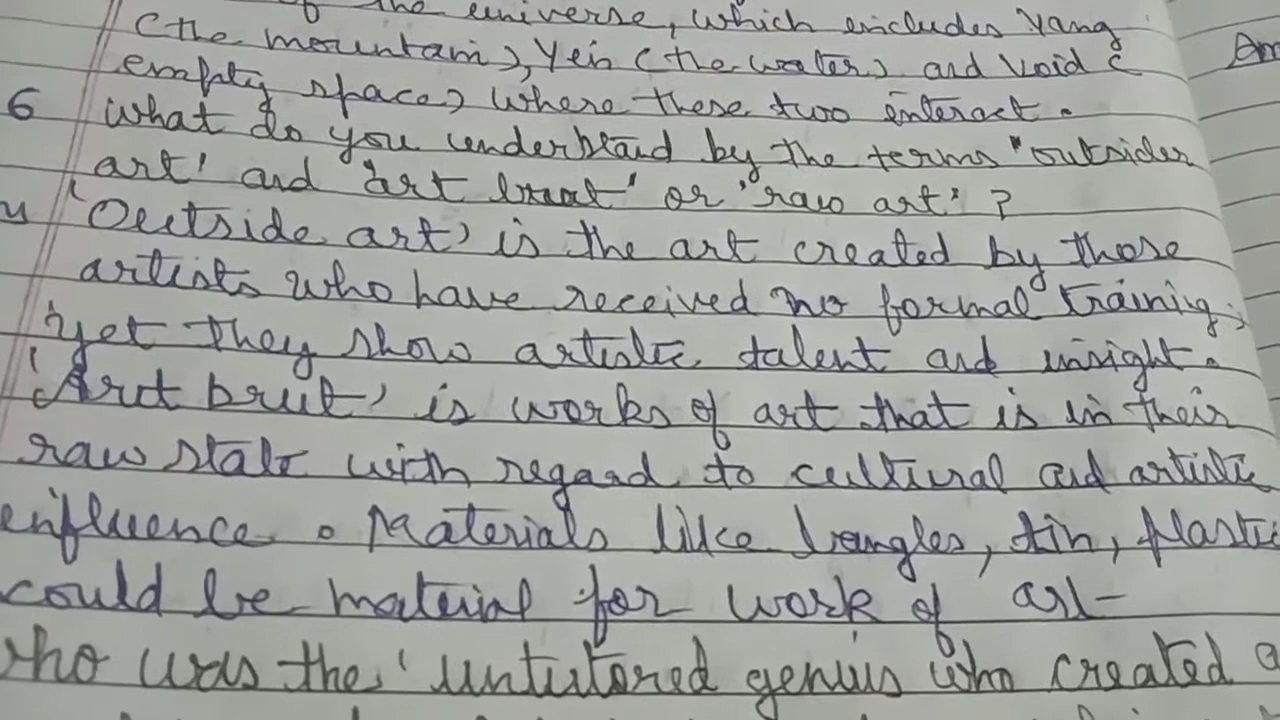 the universe, which includes Yang
(the mountain), Yein (the water) and void (
empty space) where these two interact.
6 what do you understand by the terms "outsider
art' and 'art brut' or 'raw art'?
'Outside art' is the art created by those
artists who have received no formal training,
yet they show artistic talent and insight.
'Art brut' is works of art that is in their
raw state with regard to cultural and artistic
influence. Materials like bangles, tin, plastic
could be material for work of art
who was the 'untutored genius who created a